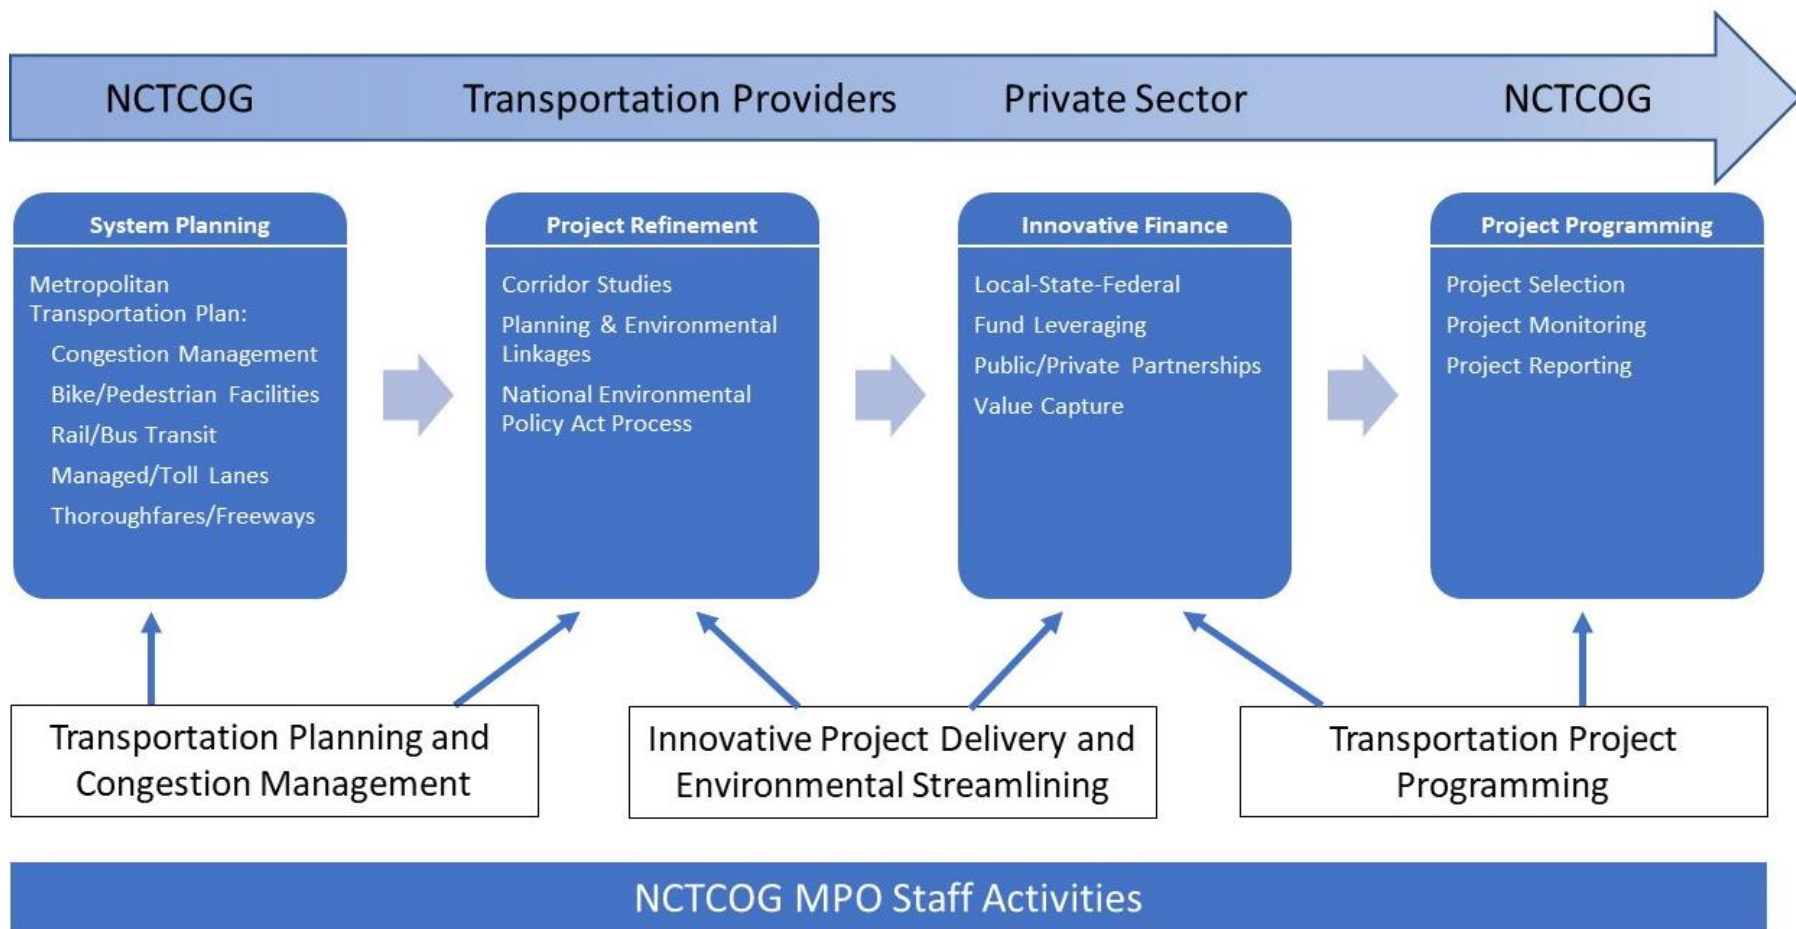 NCTCOG
Transportation Providers
Private Sector
NCTCOG
System Planning
Metropolitan
Transportation Plan:
Congestion Management
Bike/Pedestrian Facilities
Rail/Bus Transit
Managed/Toll Lanes
Thoroughfares/Freeways
Project Refinement
Corridor Studies
Planning & Environmental
Linkages
National Environmental
Policy Act Process
Innovative Finance
Local-State-Federal
Fund Leveraging
Public/Private Partnerships
Value Capture
Project Programming
Project Selection
Project Monitoring
Project Reporting
Transportation Planning and
Congestion Management
Innovative Project Delivery and
Environmental Streamlining
Transportation Project
Programming
NCTCOG MPO Staff Activities